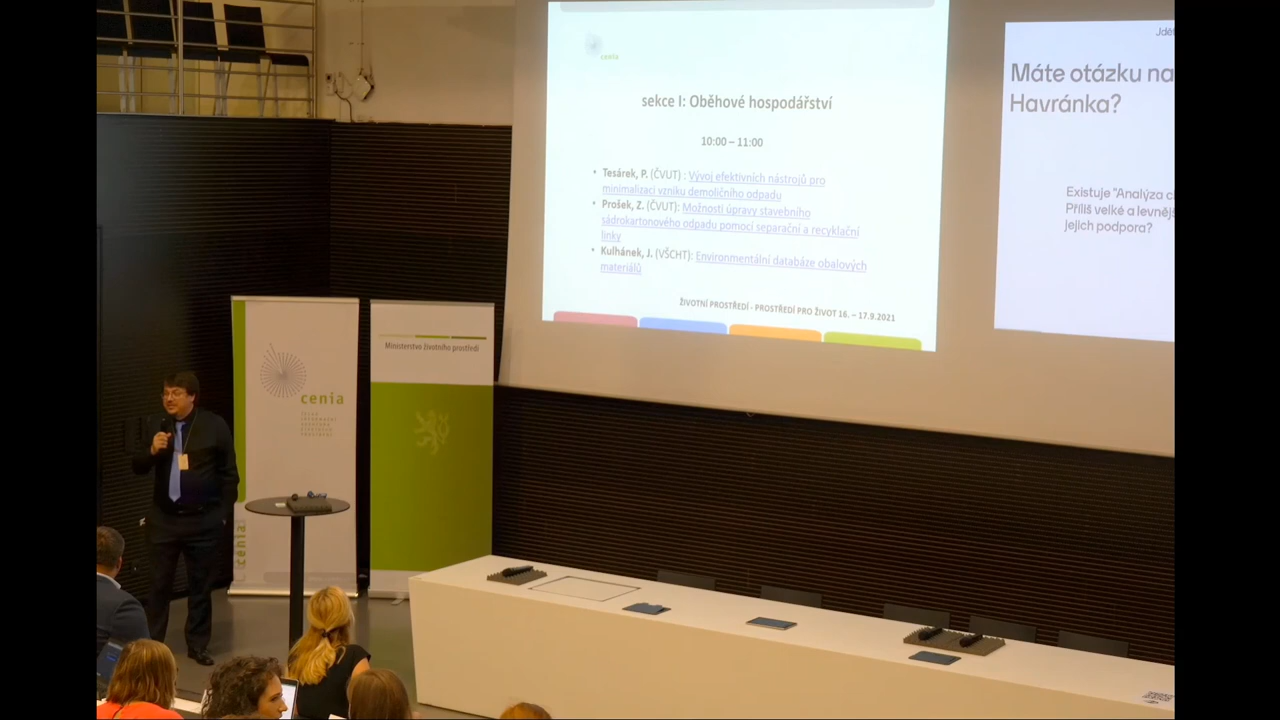 cenia
sekce I: Oběhové hospodářství
10:00 – 11:00
• Tesárek, P. (ČVUT) : Vývoj efektivních nástrojů pro
minimalizaci vzniku demoličního odpadu
• Prošek, Z. (ČVUT): Možnosti úpravy stavebního
sádrokartonového odpadu pomocí separační a recyklační
linky
• Kulhánek, J. (VŠCHT): Environmentální databáze obalových
materiálů
ŽIVOTNÍ PROSTŘEDÍ - PROSTŘEDÍ PRO ŽIVOT 16. – 17.9.2021
Máte otázku na
Havránka?
Existuje "Analýza
Příliš velké a levněj
jejich podpora?
cenia
Ministerstvo životního prostředí
cenia